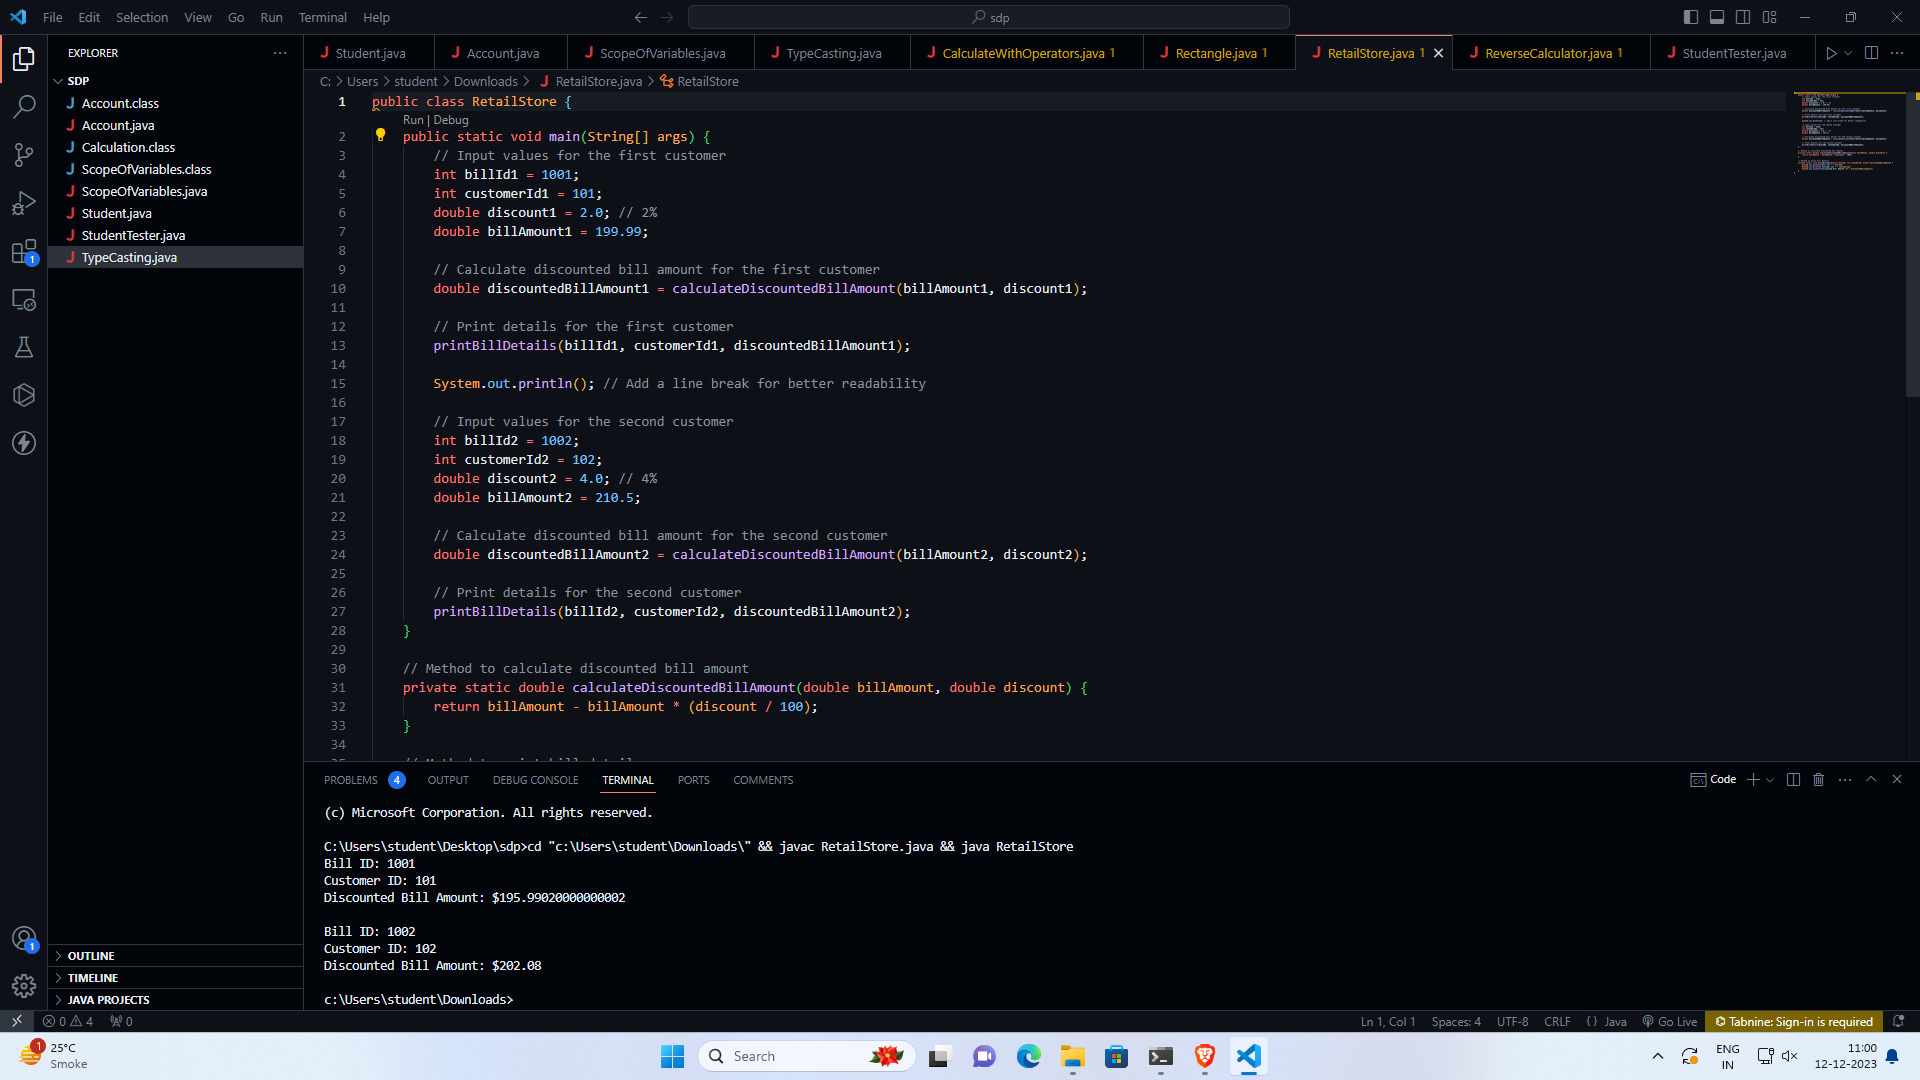 File Edit Selection View Go Run Terminal Help
sdp
EXPLORER
Student.java
Account.java
ScopeOfVariables.java
TypeCasting.java
CalculateWithOperators.java 1
Rectangle.java 1
RetailStore.java 1
ReverseCalculator.java 1
StudentTester.java
C: > Users > student > Downloads > RetailStore.java > RetailStore
SDP
Account.class
Account.java
Calculation.class
ScopeOfVariables.class
ScopeOfVariables.java
Student.java
StudentTester.java
TypeCasting.java
1
1
OUTLINE
TIMELINE
JAVA PROJECTS
1 public class RetailStore {
Run | Debug
2 public static void main(String[] args) {
3 // Input values for the first customer
4 int billId1 = 1001;
5 int customerId1 = 101;
6 double discount1 = 2.0; // 2%
7 double billAmount1 = 199.99;
8
9 // Calculate discounted bill amount for the first customer
10 double discountedBillAmount1 = calculateDiscountedBillAmount(billAmount1, discount1);
11
12 // Print details for the first customer
13 printBillDetails(billId1, customerId1, discountedBillAmount1);
14
15 System.out.println(); // Add a line break for better readability
16
17 // Input values for the second customer
18 int billId2 = 1002;
19 int customerId2 = 102;
20 double discount2 = 4.0; // 4%
21 double billAmount2 = 210.5;
22
23 // Calculate discounted bill amount for the second customer
24 double discountedBillAmount2 = calculateDiscountedBillAmount(billAmount2, discount2);
25
26 // Print details for the second customer
27 printBillDetails(billId2, customerId2, discountedBillAmount2);
28 }
29
30 // Method to calculate discounted bill amount
31 private static double calculateDiscountedBillAmount(double billAmount, double discount) {
32 return billAmount - billAmount * (discount / 100);
33 }
34
PROBLEMS 4 OUTPUT DEBUG CONSOLE TERMINAL PORTS COMMENTS
Code
(c) Microsoft Corporation. All rights reserved.
C:\Users\student\Desktop\sdp>cd "c:\Users\student\Downloads\" && javac RetailStore.java && java RetailStore
Bill ID: 1001
Customer ID: 101
Discounted Bill Amount: $195.99020000000002
Bill ID: 1002
Customer ID: 102
Discounted Bill Amount: $202.08
c:\Users\student\Downloads>
0 4 0
Ln 1, Col 1 Spaces: 4 UTF-8 CRLF {} Java Go Live Tabnine: Sign-in is required
1
25°C
Smoke
Search
ENG
IN
11:00
12-12-2023